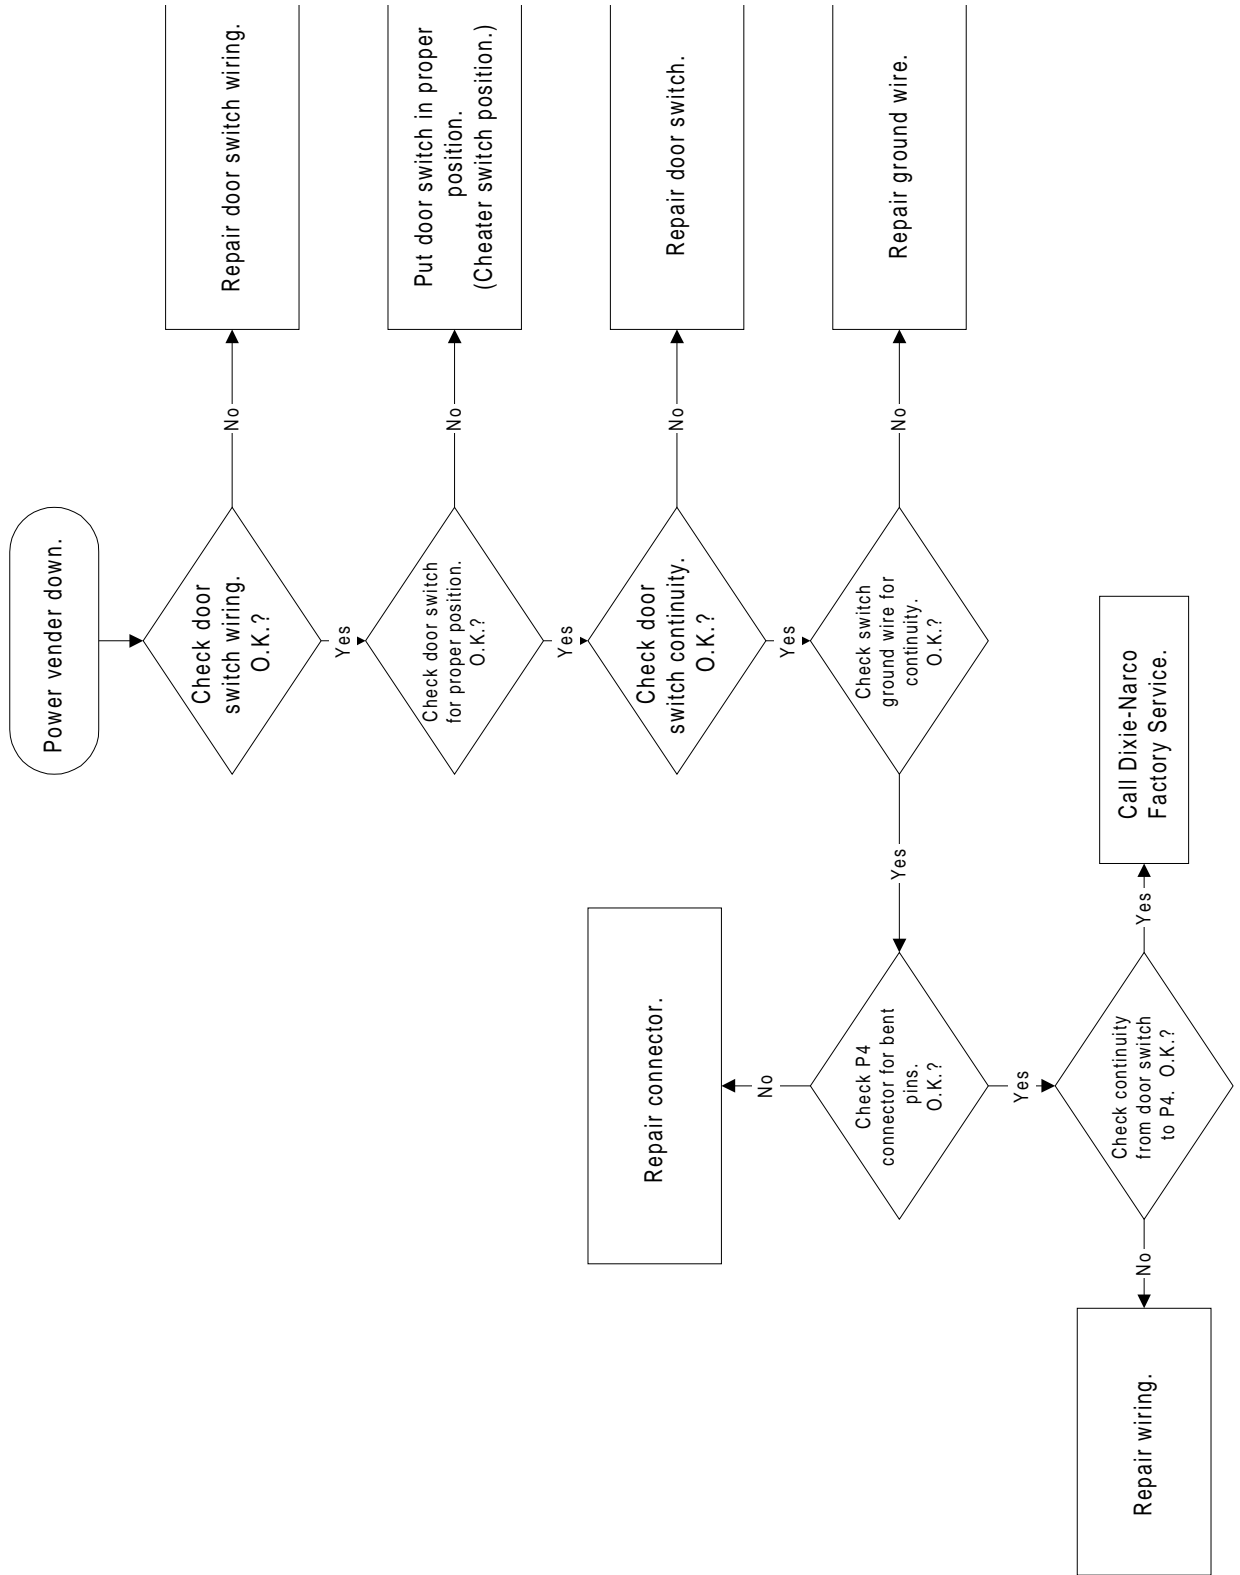 Power vender down.
Check door
switch wiring.
O.K.?
No
Repair door switch wiring.
Yes
Check door switch
for proper position.
O.K.?
No
Put door switch in proper
position.
(Cheater switch position.)
Yes
Check door
switch continuity.
O.K.?
No
Repair door switch.
Yes
Check switch
ground wire for
continuity.
O.K.?
No
Repair ground wire.
Yes
Check P4
connector for bent
pins.
O.K.?
No
Repair connector.
Yes
Check continuity
from door switch
to P4. O.K.?
No
Repair wiring.
Yes
Call Dixie-Narco
Factory Service.